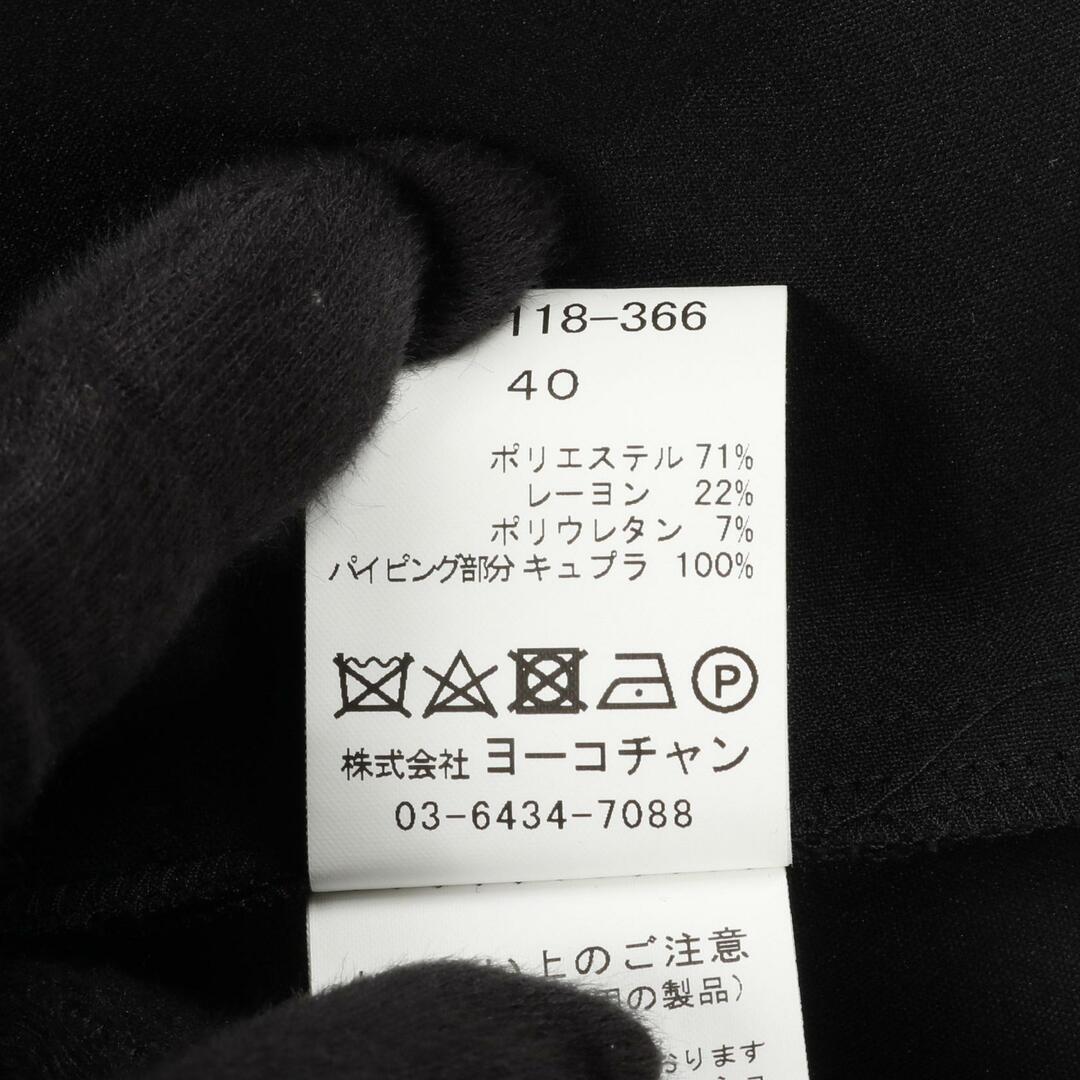 118-366
40
ポリエステル 71%
レーヨン 22%
ポリウレタン 7%
パイピング部分 キュプラ 100%
P
株式会社 ヨーコチャン
03-6434-7088
上のご注意
の製品）
おります